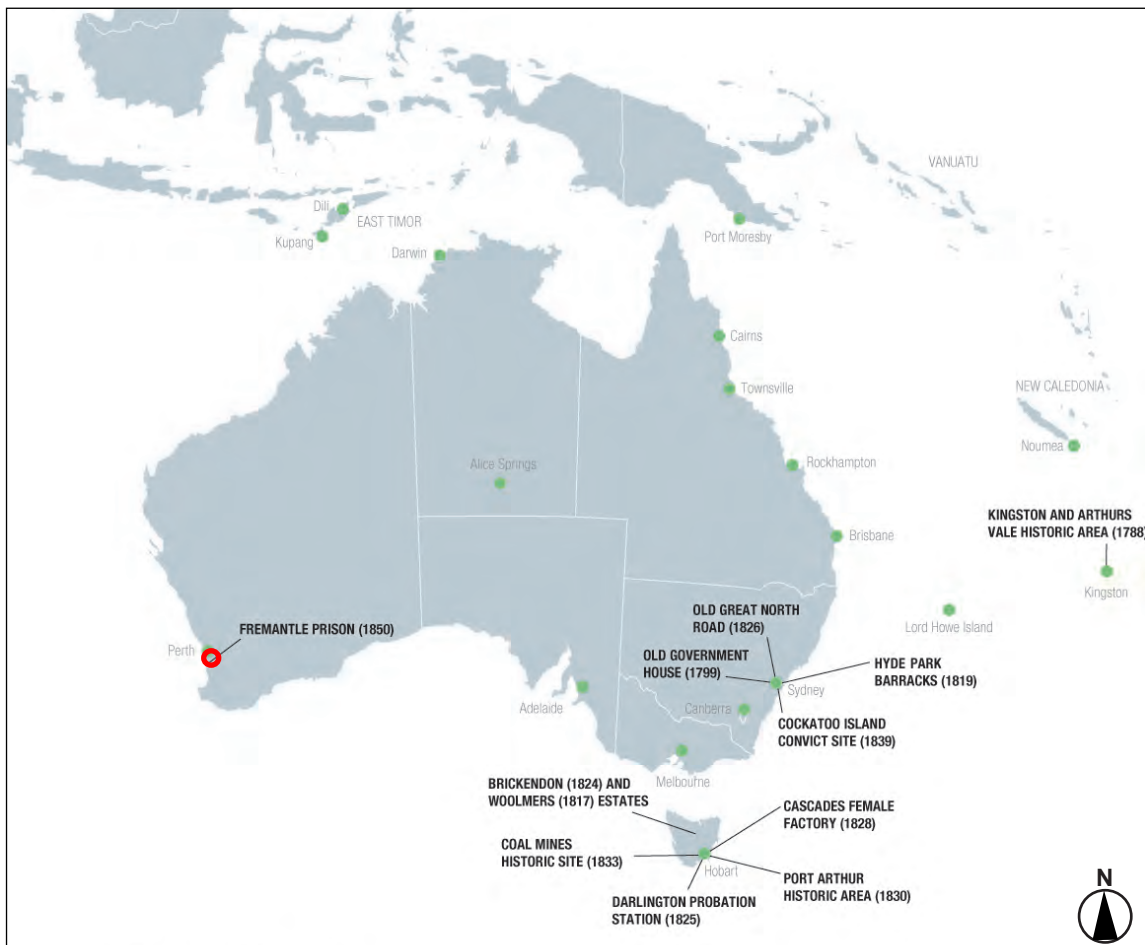 VANUATU
Dili
EAST TIMOR
Kupang
Darwin
Port Moresby
Cairns
Townsville
NEW CALEDONIA
Noumea
Alice Springs
Rockhampton
KINGSTON AND ARTHURS
VALE HISTORIC AREA (1788)
Brisbane
Kingston
OLD GREAT NORTH
ROAD (1826)
Lord Howe Island
FREMANTLE PRISON (1850)
Perth
OLD GOVERNMENT
HOUSE (1799)
HYDE PARK
BARRACKS (1819)
Sydney
Adelaide
Canberra
COCKATOO ISLAND
CONVICT SITE (1839)
Melbourne
BRICKENDON (1824) AND
WOOLMERS (1817) ESTATES
CASCADES FEMALE
FACTORY (1828)
COAL MINES
HISTORIC SITE (1833)
Hobart
PORT ARTHUR
HISTORIC AREA (1830)
DARLINGTON PROBATION
STATION (1825)
N